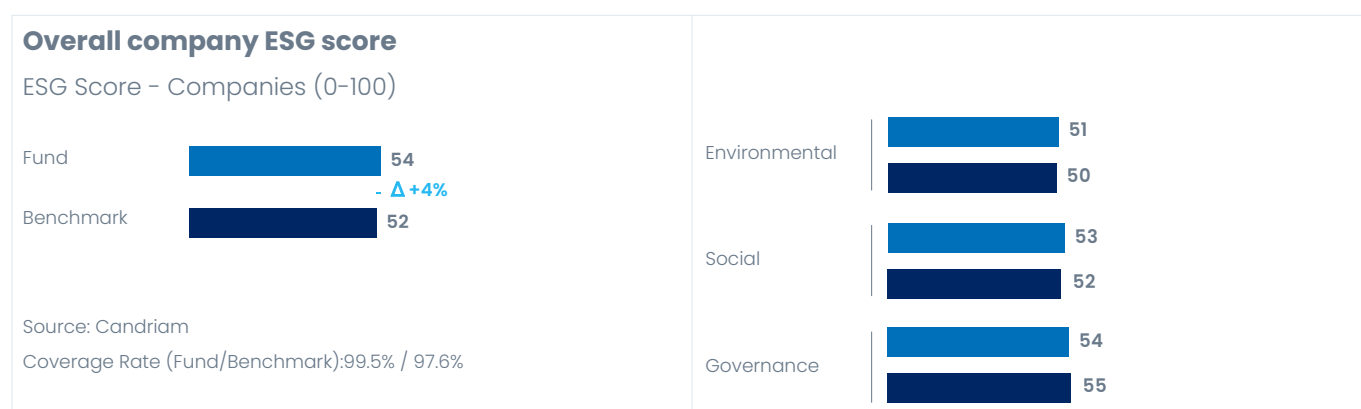 Overall company ESG score
ESG Score - Companies (0-100)
Fund
54
- Δ +4%
Benchmark
52
Source: Candriam
Coverage Rate (Fund/Benchmark):99.5% / 97.6%
Environmental
51
50
Social
53
52
Governance
54
55